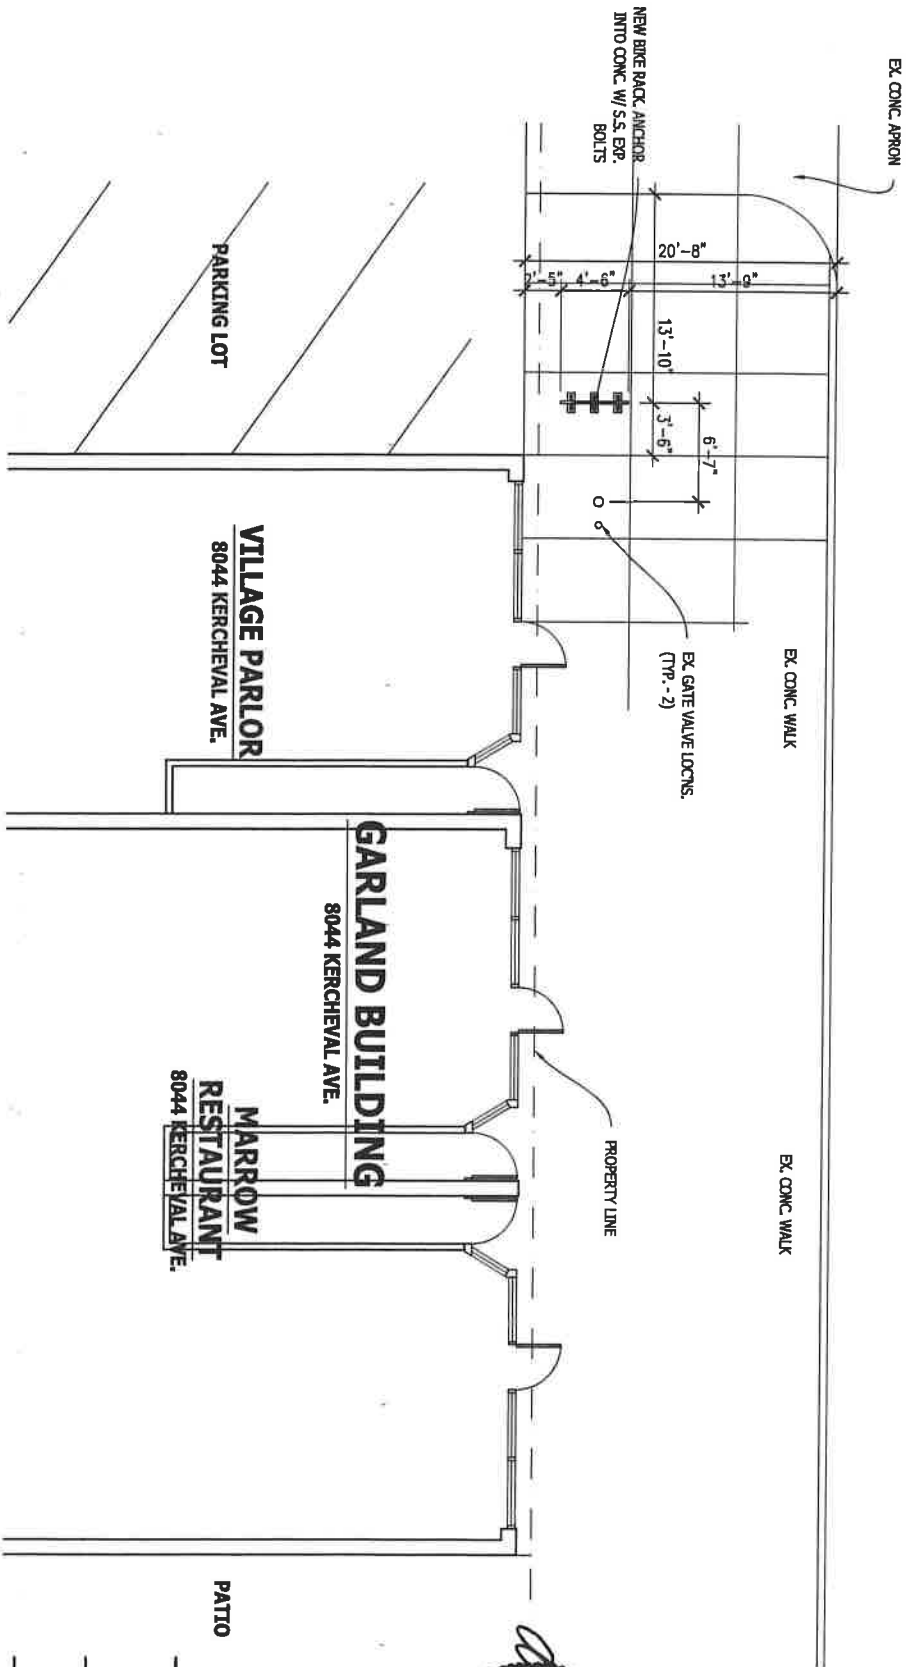 EX. CONC. APRON
NEW BIKE RACK. ANCHOR
INTO CONC. W/ S.S. EXP.
BOLTS
20'-8"
2'-5"
4'-6"
13'-9"
13'-10"
3'-6"
6'-7"
PARKING LOT
EX. GATE VALVE LOCTNS.
(TYP. - 2)
EX. CONC. WALK
VILLAGE PARLOR
8044 KERCHEVAL AVE.
GARLAND BUILDING
8044 KERCHEVAL AVE.
MARROW
RESTAURANT
8044 KERCHEVAL AVE.
PROPERTY LINE
EX. CONC. WALK
PATIO